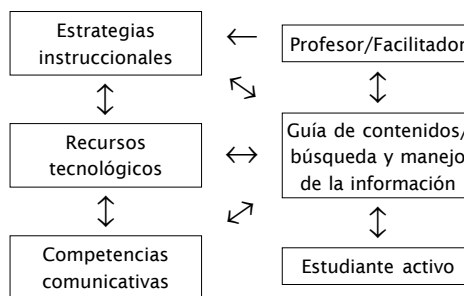 Estrategias
instruccionales
Profesor/Facilitador
Recursos
tecnológicos
Guía de contenidos/
búsqueda y manejo
de la información
Competencias
comunicativas
Estudiante activo